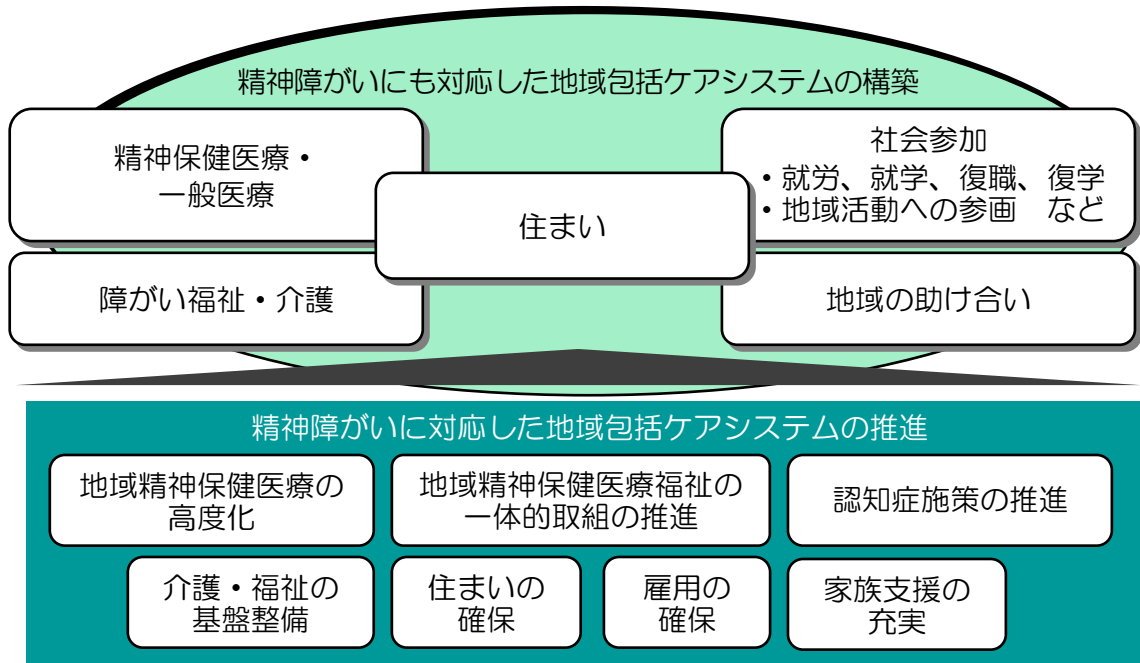 精神障がいにも対応した地域包括ケアシステムの構築
精神保健医療・
一般医療
社会参加
・就労、就学、復職、復学
・地域活動への参画　など
住まい
障がい福祉・介護
地域の助け合い
精神障がいに対応した地域包括ケアシステムの推進
地域精神保健医療の
高度化
地域精神保健医療福祉の
一体的取組の推進
認知症施策の推進
介護・福祉の
基盤整備
住まいの
確保
雇用の
確保
家族支援の
充実